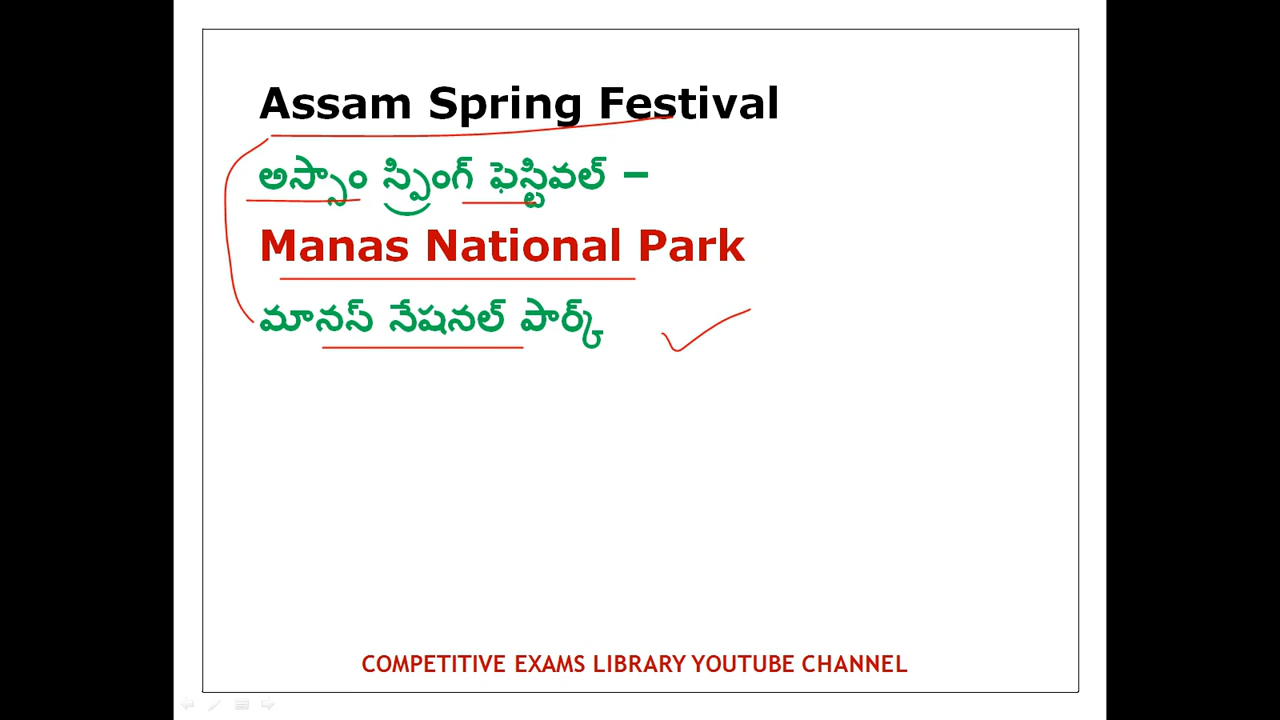 Assam Spring Festival
అస్సాం స్ప్రింగ్ ఫెస్టివల్ –
Manas National Park
మానస్ నేషనల్ పార్క్
COMPETITIVE EXAMS LIBRARY YOUTUBE CHANNEL